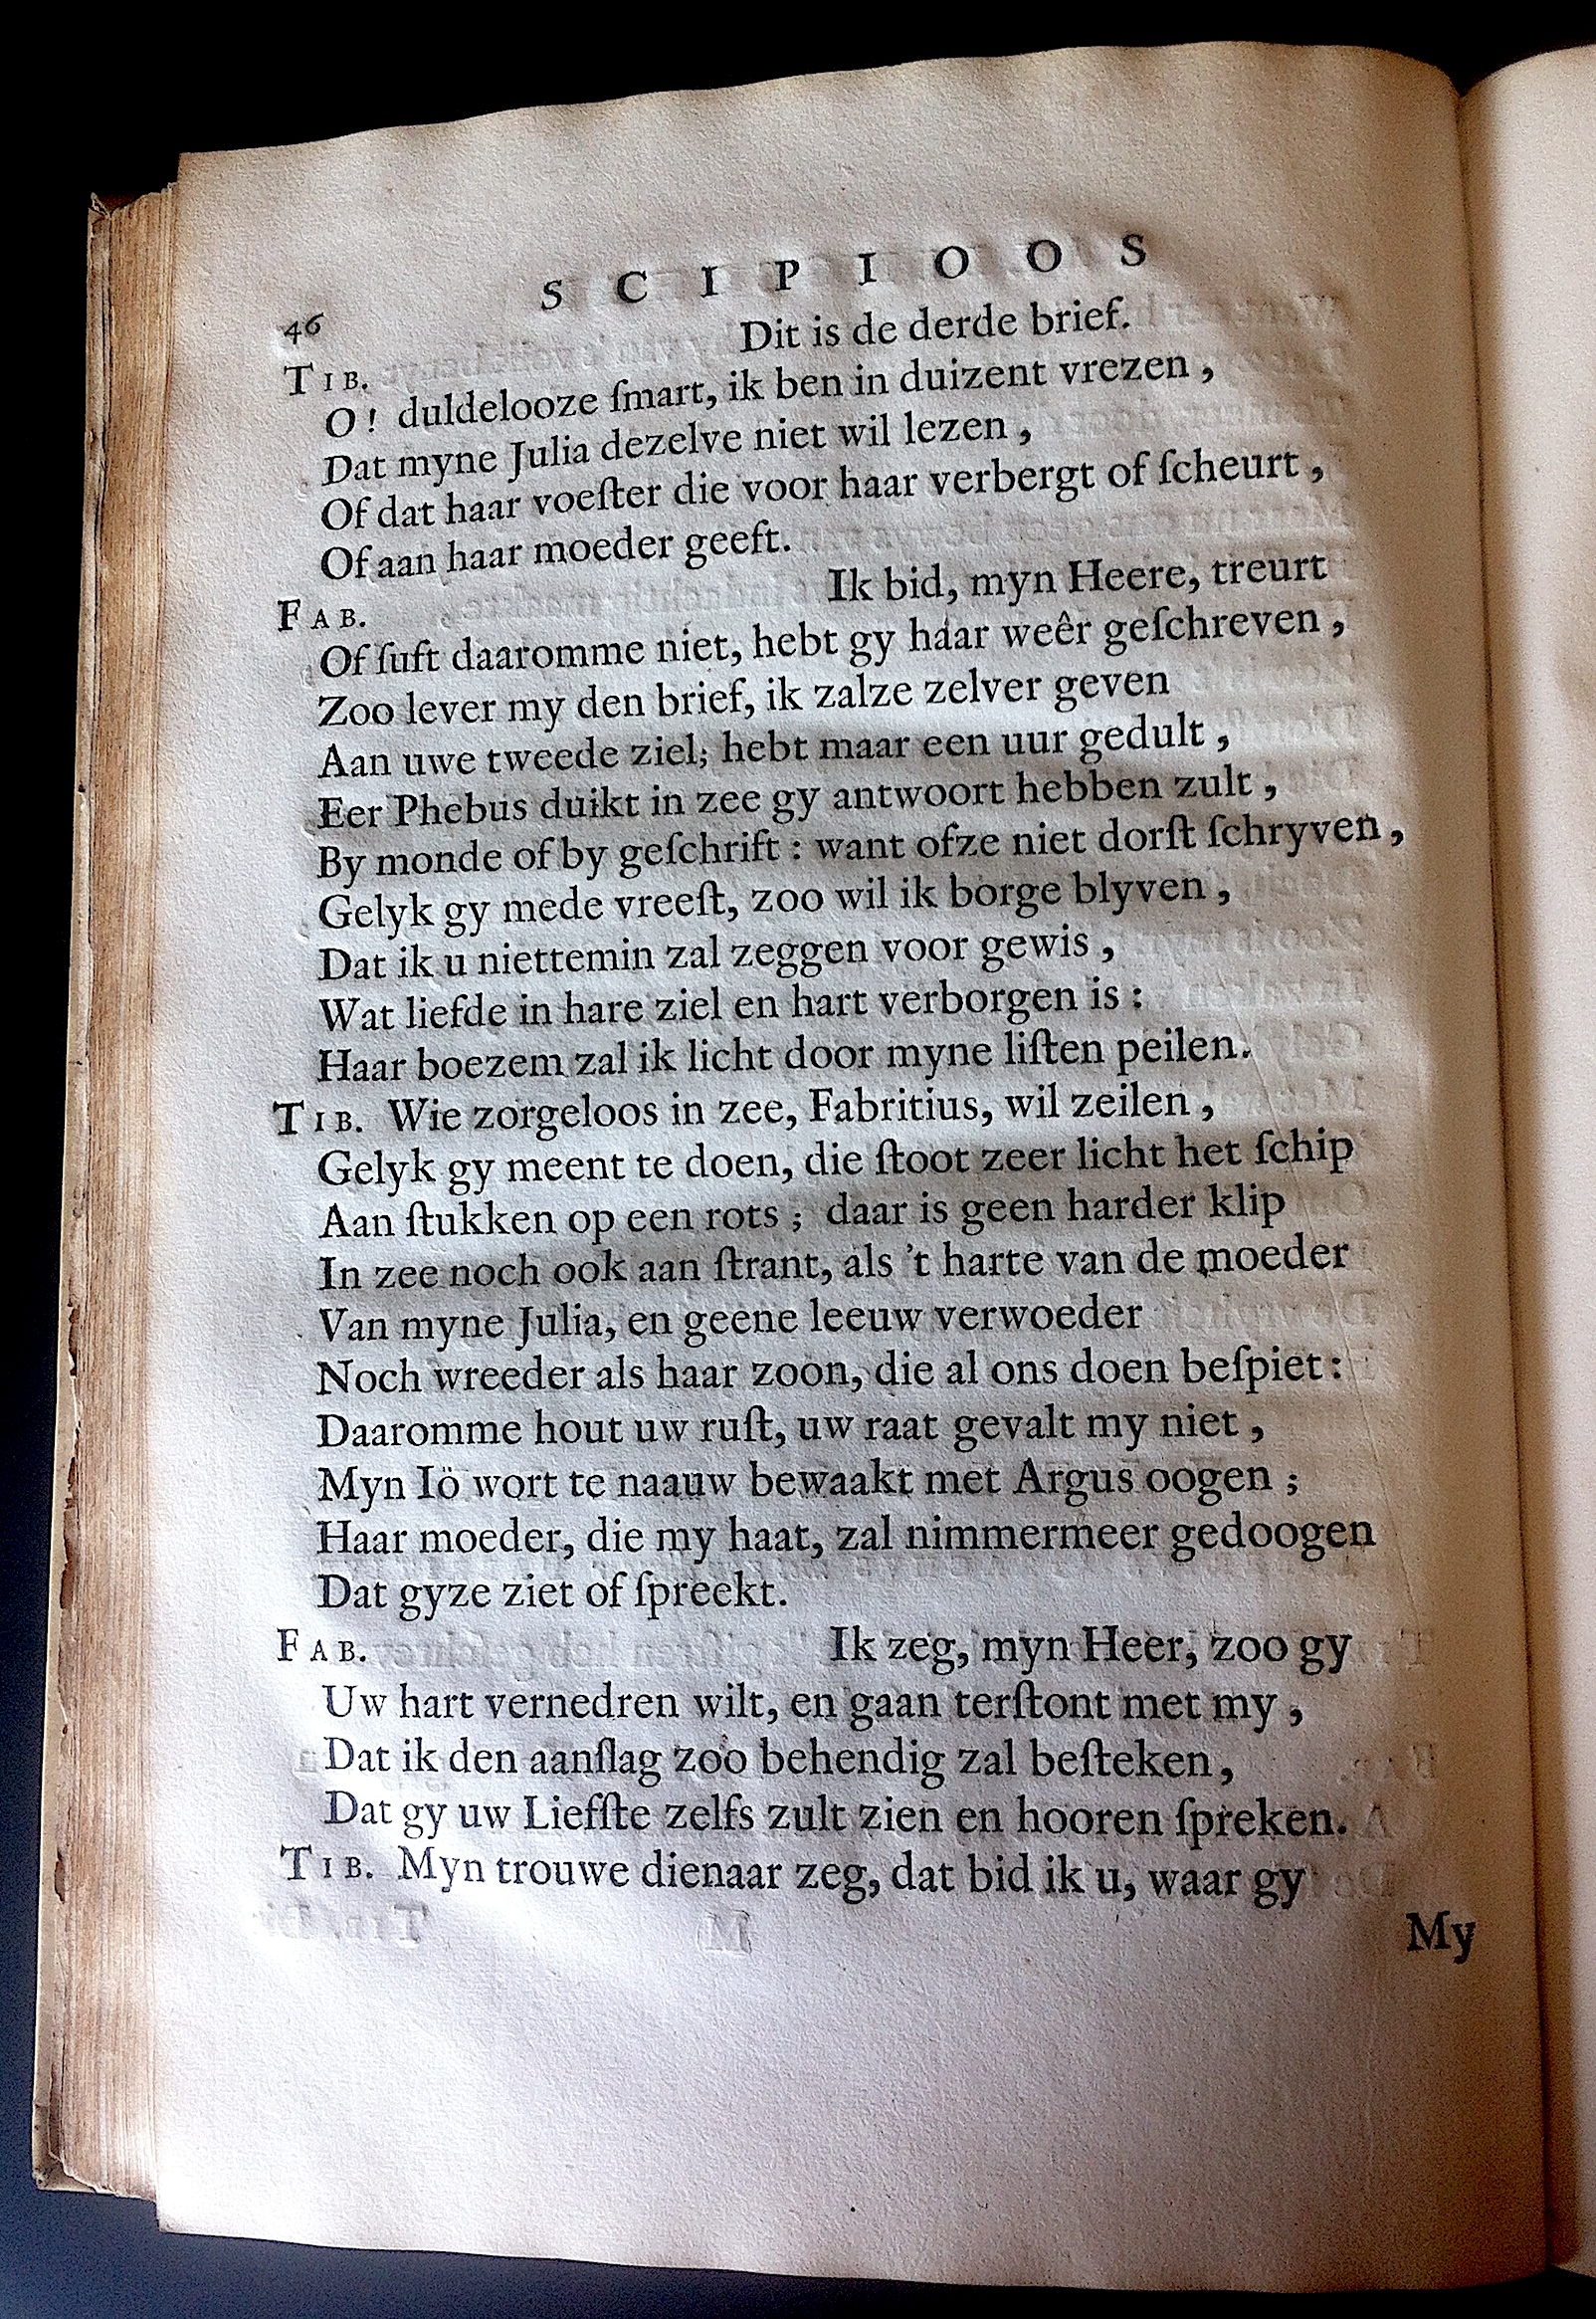 46 SCIPIOOS
TIB. Dit is de derde brief.
O! duldelooze ſmart, ik ben in duizent vrezen,
Dat myne Julia dezelve niet wil lezen,
Of dat haar voeſter die voor haar verbergt of ſcheurt,
Of aan haar moeder geeft.
FAB. Ik bid, myn Heere, treurt
Of ſuft daaromme niet, hebt gy haar weêr geſchreven,
Zoo lever my den brief, ik zalze zelver geven
Aan uwe tweede ziel; hebt maar een uur gedult,
Eer Phebus duikt in zee gy antwoort hebben zult,
By monde of by geſchrift: want ofze niet dorſt ſchryven,
Gelyk gy mede vreeſt, zoo wil ik borge blyven,
Dat ik u niettemin zal zeggen voor gewis,
Wat liefde in hare ziel en hart verborgen is:
Haar boezem zal ik licht door myne liſten peilen.
TIB. Wie zorgeloos in zee, Fabritius, wil zeilen,
Gelyk gy meent te doen, die ſtoot zeer licht het ſchip
Aan ſtukken op een rots; daar is geen harder klip
In zee noch ook aan ſtrant, als 't harte van de moeder
Van myne Julia, en geene leeuw verwoeder
Noch wreeder als haar zoon, die al ons doen beſpiet:
Daaromme hout uw ruſt, uw raat gevalt my niet,
Myn Iö wort te naauw bewaakt met Argus oogen;
Haar moeder, die my haat, zal nimmermeer gedoogen
Dat gyze ziet of ſpreekt.
FAB. Ik zeg, myn Heer, zoo gy
Uw hart vernedren wilt, en gaan terſtont met my,
Dat ik den aanſlag zoo behendig zal beſteken,
Dat gy uw Liefſte zelfs zult zien en hooren ſpreken.
TIB. Myn trouwe dienaar zeg, dat bid ik u, waar gy
My